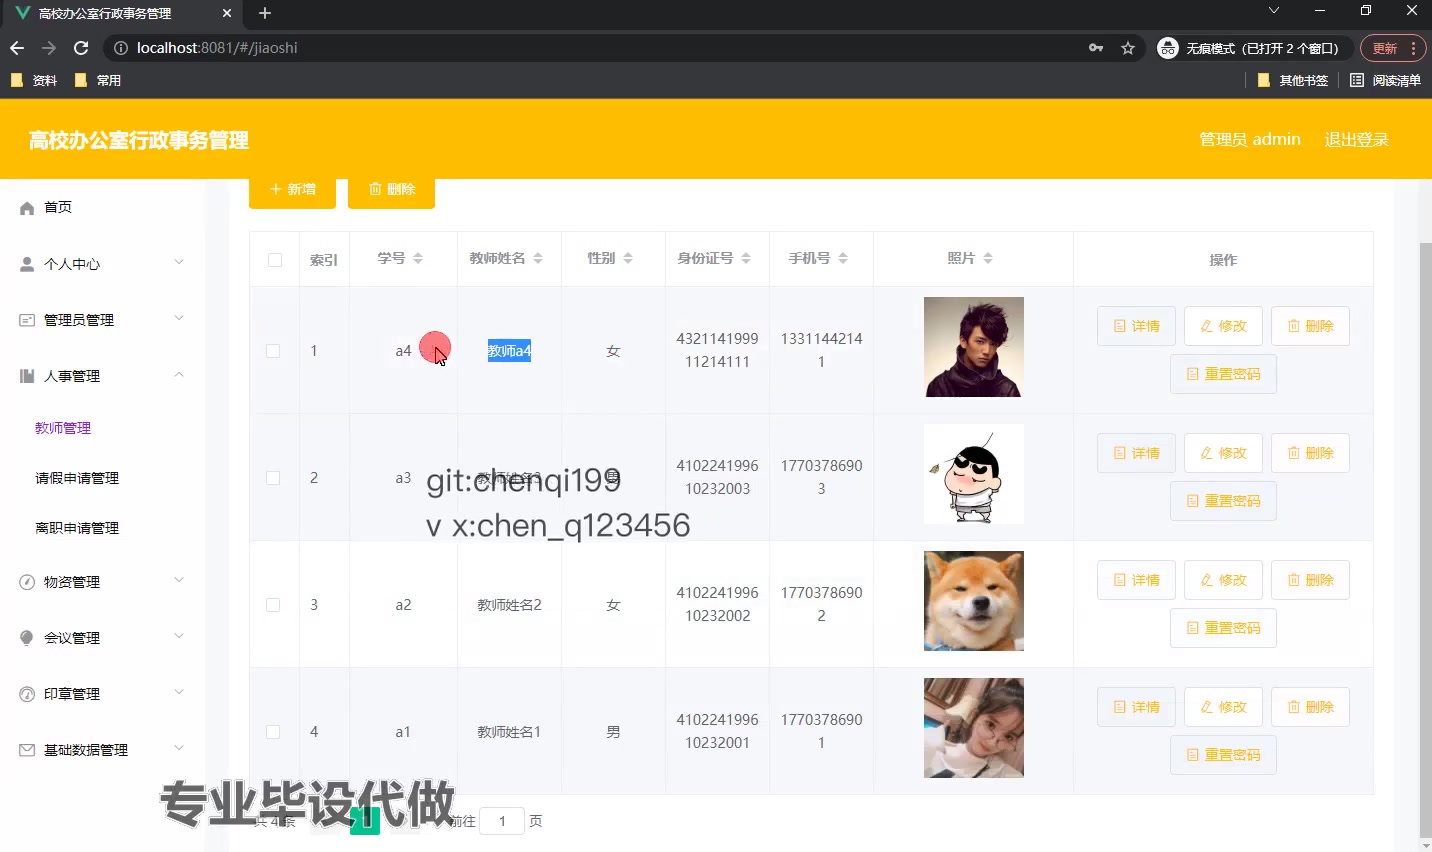 高校办公室行政事务管理
localhost:8081/#/jiaoshi
无痕模式（已打开 2 个窗口）
更新
资料
常用
其他书签
阅读清单
高校办公室行政事务管理
管理员 admin
退出登录
首页
个人中心
管理员管理
人事管理
教师管理
请假申请管理
离职申请管理
物资管理
会议管理
印章管理
基础数据管理
新增
删除
索引 学号 教师姓名 性别 身份证号 手机号 照片 操作
1 a4 教师a4 女 432114199911214111 13311442141 详情 修改 删除
重置密码
2 a3 教师姓名3 男 410224199610232003 17703786903 详情 修改 删除
重置密码
git:chenqi199
v x:chen_q123456
3 a2 教师姓名2 女 410224199610232002 17703786902 详情 修改 删除
重置密码
4 a1 教师姓名1 男 410224199610232001 17703786901 详情 修改 删除
重置密码
专业毕设代做
共 4 条 1 前往 1 页